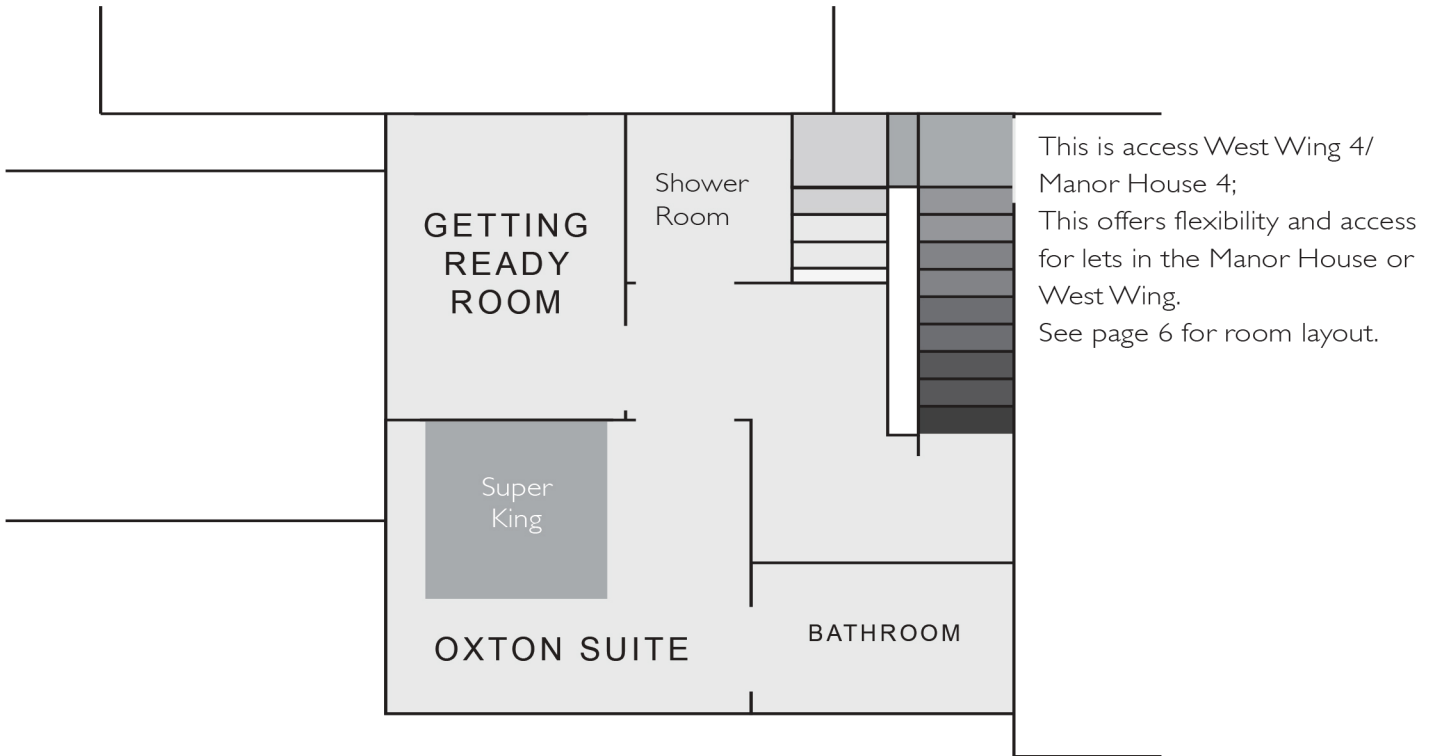 GETTING
READY
ROOM
Shower
Room
This is access West Wing 4/
Manor House 4;
This offers flexibility and access
for lets in the Manor House or
West Wing.
See page 6 for room layout.
Super
King
OXTON SUITE
BATHROOM